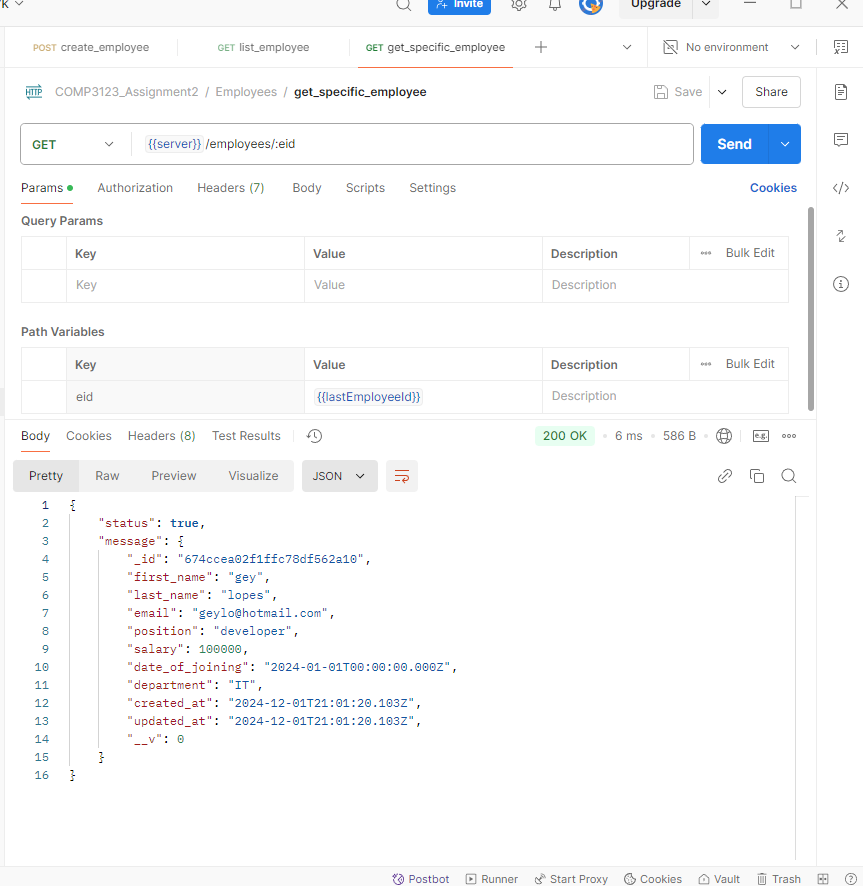 k
Invite
Upgrade
POST create_employee
GET list_employee
GET get_specific_employee
No environment
HTTP COMP3123_Assignment2 / Employees / get_specific_employee
Save
Share
GET
{{server}} /employees/:eid
Send
Params
Authorization
Headers (7)
Body
Scripts
Settings
Cookies
Query Params
Key Value Description Bulk Edit
Key Value Description
Path Variables
Key Value Description Bulk Edit
eid {{lastEmployeeId}} Description
Body Cookies Headers (8) Test Results 200 OK • 6 ms • 586 B • e.g.
Pretty Raw Preview Visualize JSON
1 {
2 "status": true,
3 "message": {
4 "_id": "674ccea02f1ffc78df562a10",
5 "first_name": "gey",
6 "last_name": "lopes",
7 "email": "geylo@hotmail.com",
8 "position": "developer",
9 "salary": 100000,
10 "date_of_joining": "2024-01-01T00:00:00.000Z",
11 "department": "IT",
12 "created_at": "2024-12-01T21:01:20.103Z",
13 "updated_at": "2024-12-01T21:01:20.103Z",
14 "__v": 0
15 }
16 }
Postbot Runner Start Proxy Cookies Vault Trash